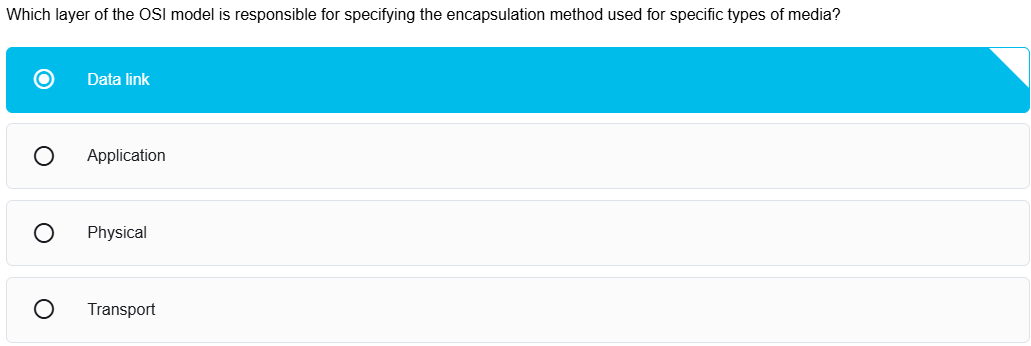 Which layer of the OSI model is responsible for specifying the encapsulation method used for specific types of media?
Data link
Application
Physical
Transport